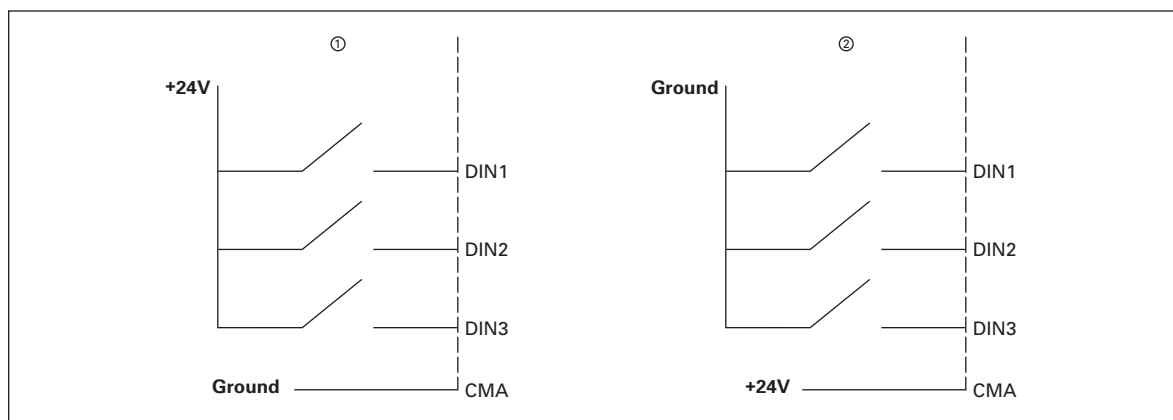 ①
+24V
DIN1
DIN2
DIN3
Ground
CMA
②
Ground
DIN1
DIN2
DIN3
+24V
CMA